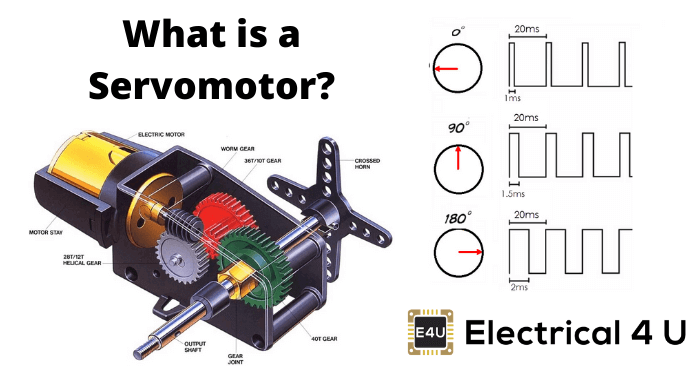 What is a
Servomotor?
ELECTRIC MOTOR
WORM GEAR
36T/10T GEAR
CROSSED
HORN
MOTOR STAY
28T/12T
HELICAL GEAR
OUTPUT
SHAFT
GEAR
JOINT
40T GEAR
0°
20ms
1ms
90°
20ms
1.5ms
180°
20ms
2ms
E4U
Electrical 4 U